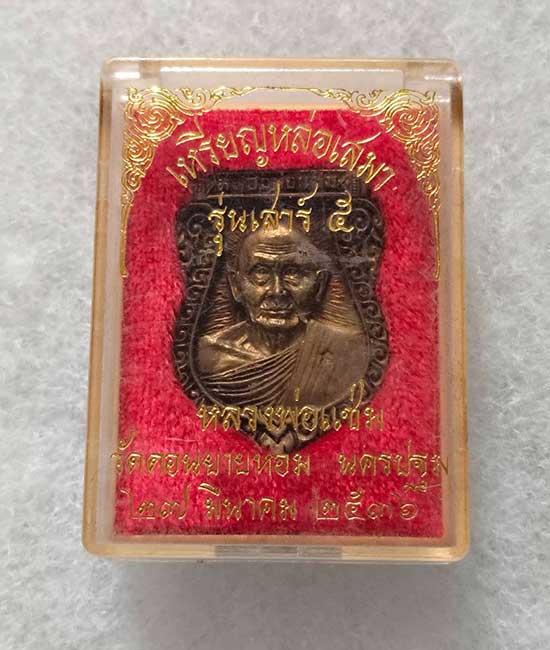 เหรียญหล่อเสมา
รุ่นเสาร์ ๕
หลวงพ่อแช่ม
วัดดอนยายหอม นครปฐม
๒๗ มีนาคม ๒๕๓๖